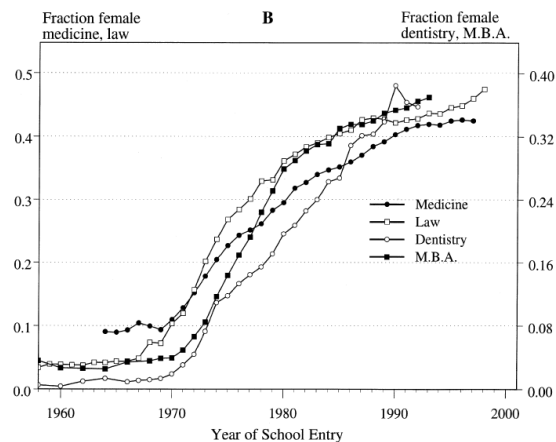 Fraction female
medicine, law
B
Fraction female
dentistry, M.B.A.
0.5
0.4
0.3
0.2
0.1
0.0
0.40
0.32
0.24
0.16
0.08
0.00
Medicine
Law
Dentistry
M.B.A.
1960
1970
1980
1990
2000
Year of School Entry